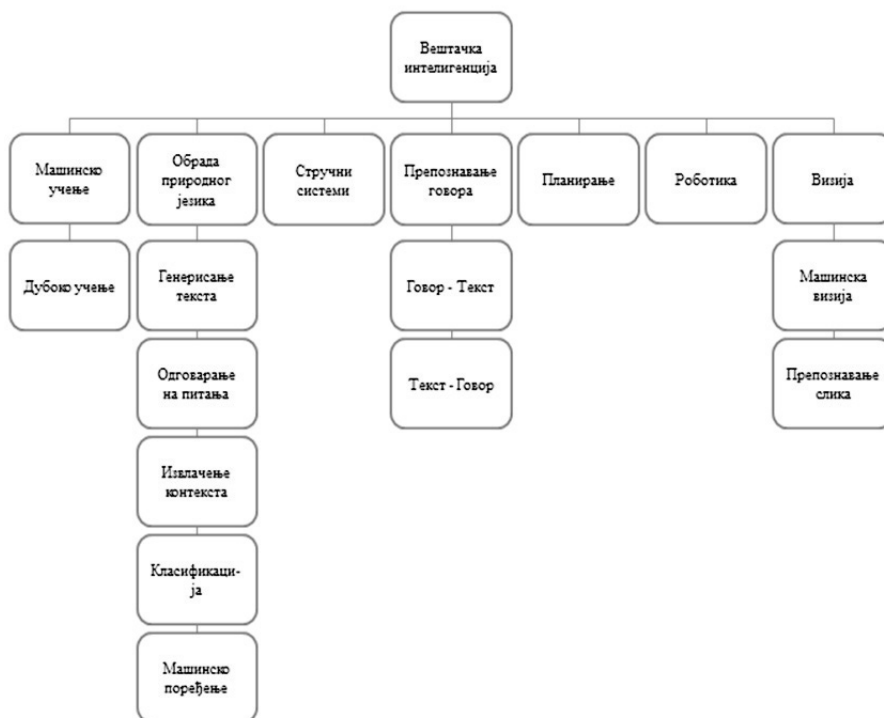 Вештачка
интелигенција
Машинско
учење
Обрада
природног
језика
Стручни
системи
Препознавање
говора
Планирање
Роботика
Визија
Дубоко учење
Генерисање
текста
Говор - Текст
Машинска
визија
Одговарање
на питања
Текст - Говор
Препознавање
слика
Извлачење
контекста
Класификаци-
ја
Машинско
поређење